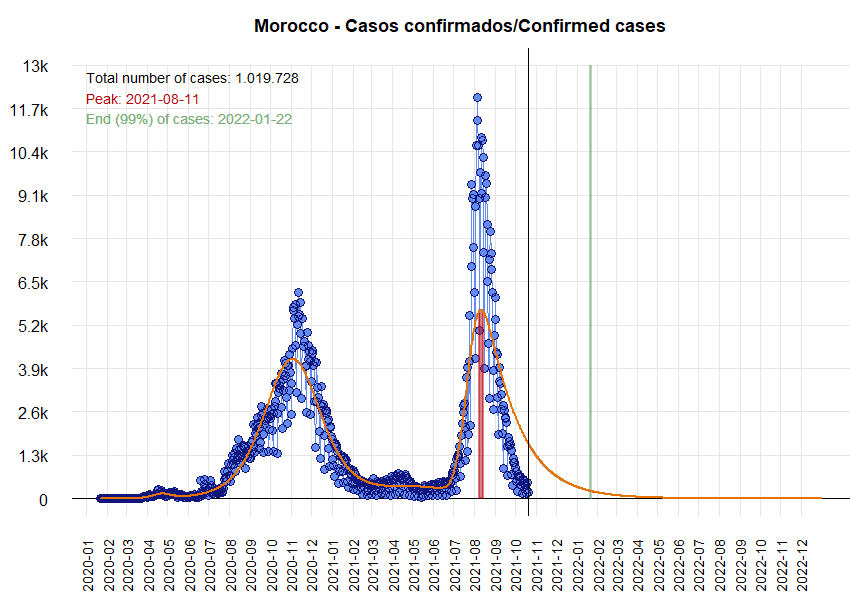 Morocco - Casos confirmados/Confirmed cases
13k
11.7k
10.4k
9.1k
7.8k
6.5k
5.2k
3.9k
2.6k
1.3k
0
Total number of cases: 1.019.728
Peak: 2021-08-11
End (99%) of cases: 2022-01-22
2020-01
2020-02
2020-03
2020-04
2020-05
2020-06
2020-07
2020-08
2020-09
2020-10
2020-11
2020-12
2021-01
2021-02
2021-03
2021-04
2021-05
2021-06
2021-07
2021-08
2021-09
2021-10
2021-11
2021-12
2022-01
2022-02
2022-03
2022-04
2022-05
2022-06
2022-07
2022-08
2022-09
2022-10
2022-11
2022-12